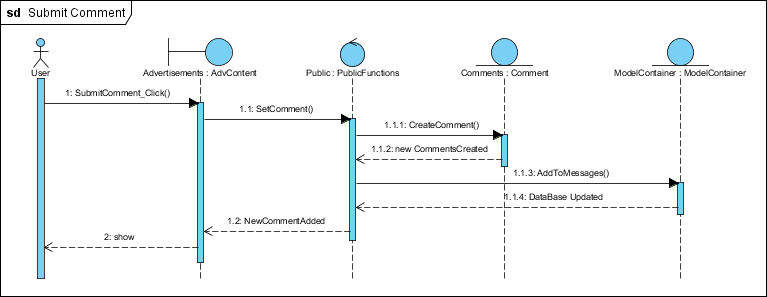 sd Submit Comment
User
Advertisements : AdvContent
Public : PublicFunctions
Comments : Comment
ModelContainer : ModelContainer
1: SubmitComment_Click()
1.1: SetComment()
1.1.1: CreateComment()
1.1.2: new CommentsCreated
1.1.3: AddToMessages()
1.1.4: DataBase Updated
1.2: NewCommentAdded
2: show